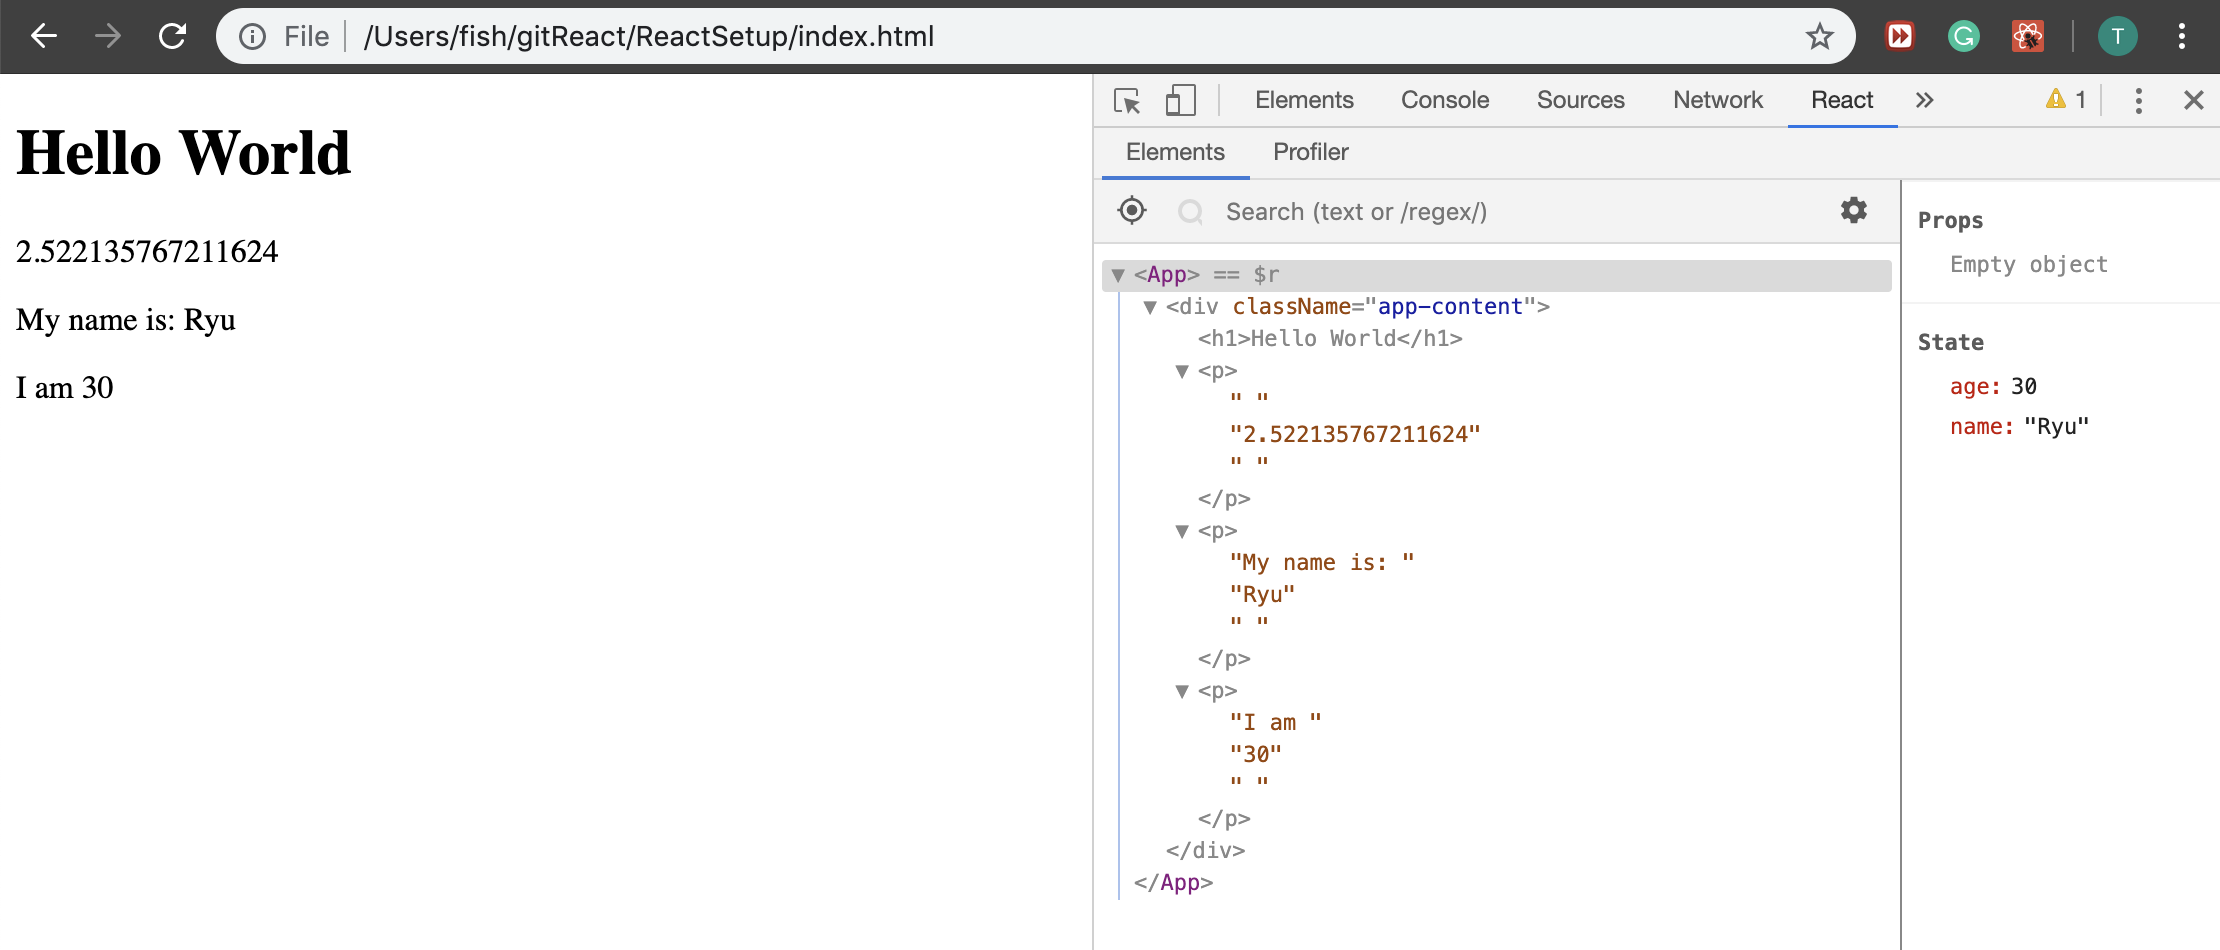 File /Users/fish/gitReact/ReactSetup/index.html
T
Hello World
2.522135767211624
My name is: Ryu
I am 30
Elements Console Sources Network React » 1
Elements Profiler
Search (text or /regex/)
▼ <App> == $r
▼ <div className="app-content">
<h1>Hello World</h1>
▼ <p>
" "
"2.522135767211624"
" "
</p>
▼ <p>
"My name is: "
"Ryu"
" "
</p>
▼ <p>
"I am "
"30"
" "
</p>
</div>
</App>
Props
Empty object
State
age: 30
name: "Ryu"